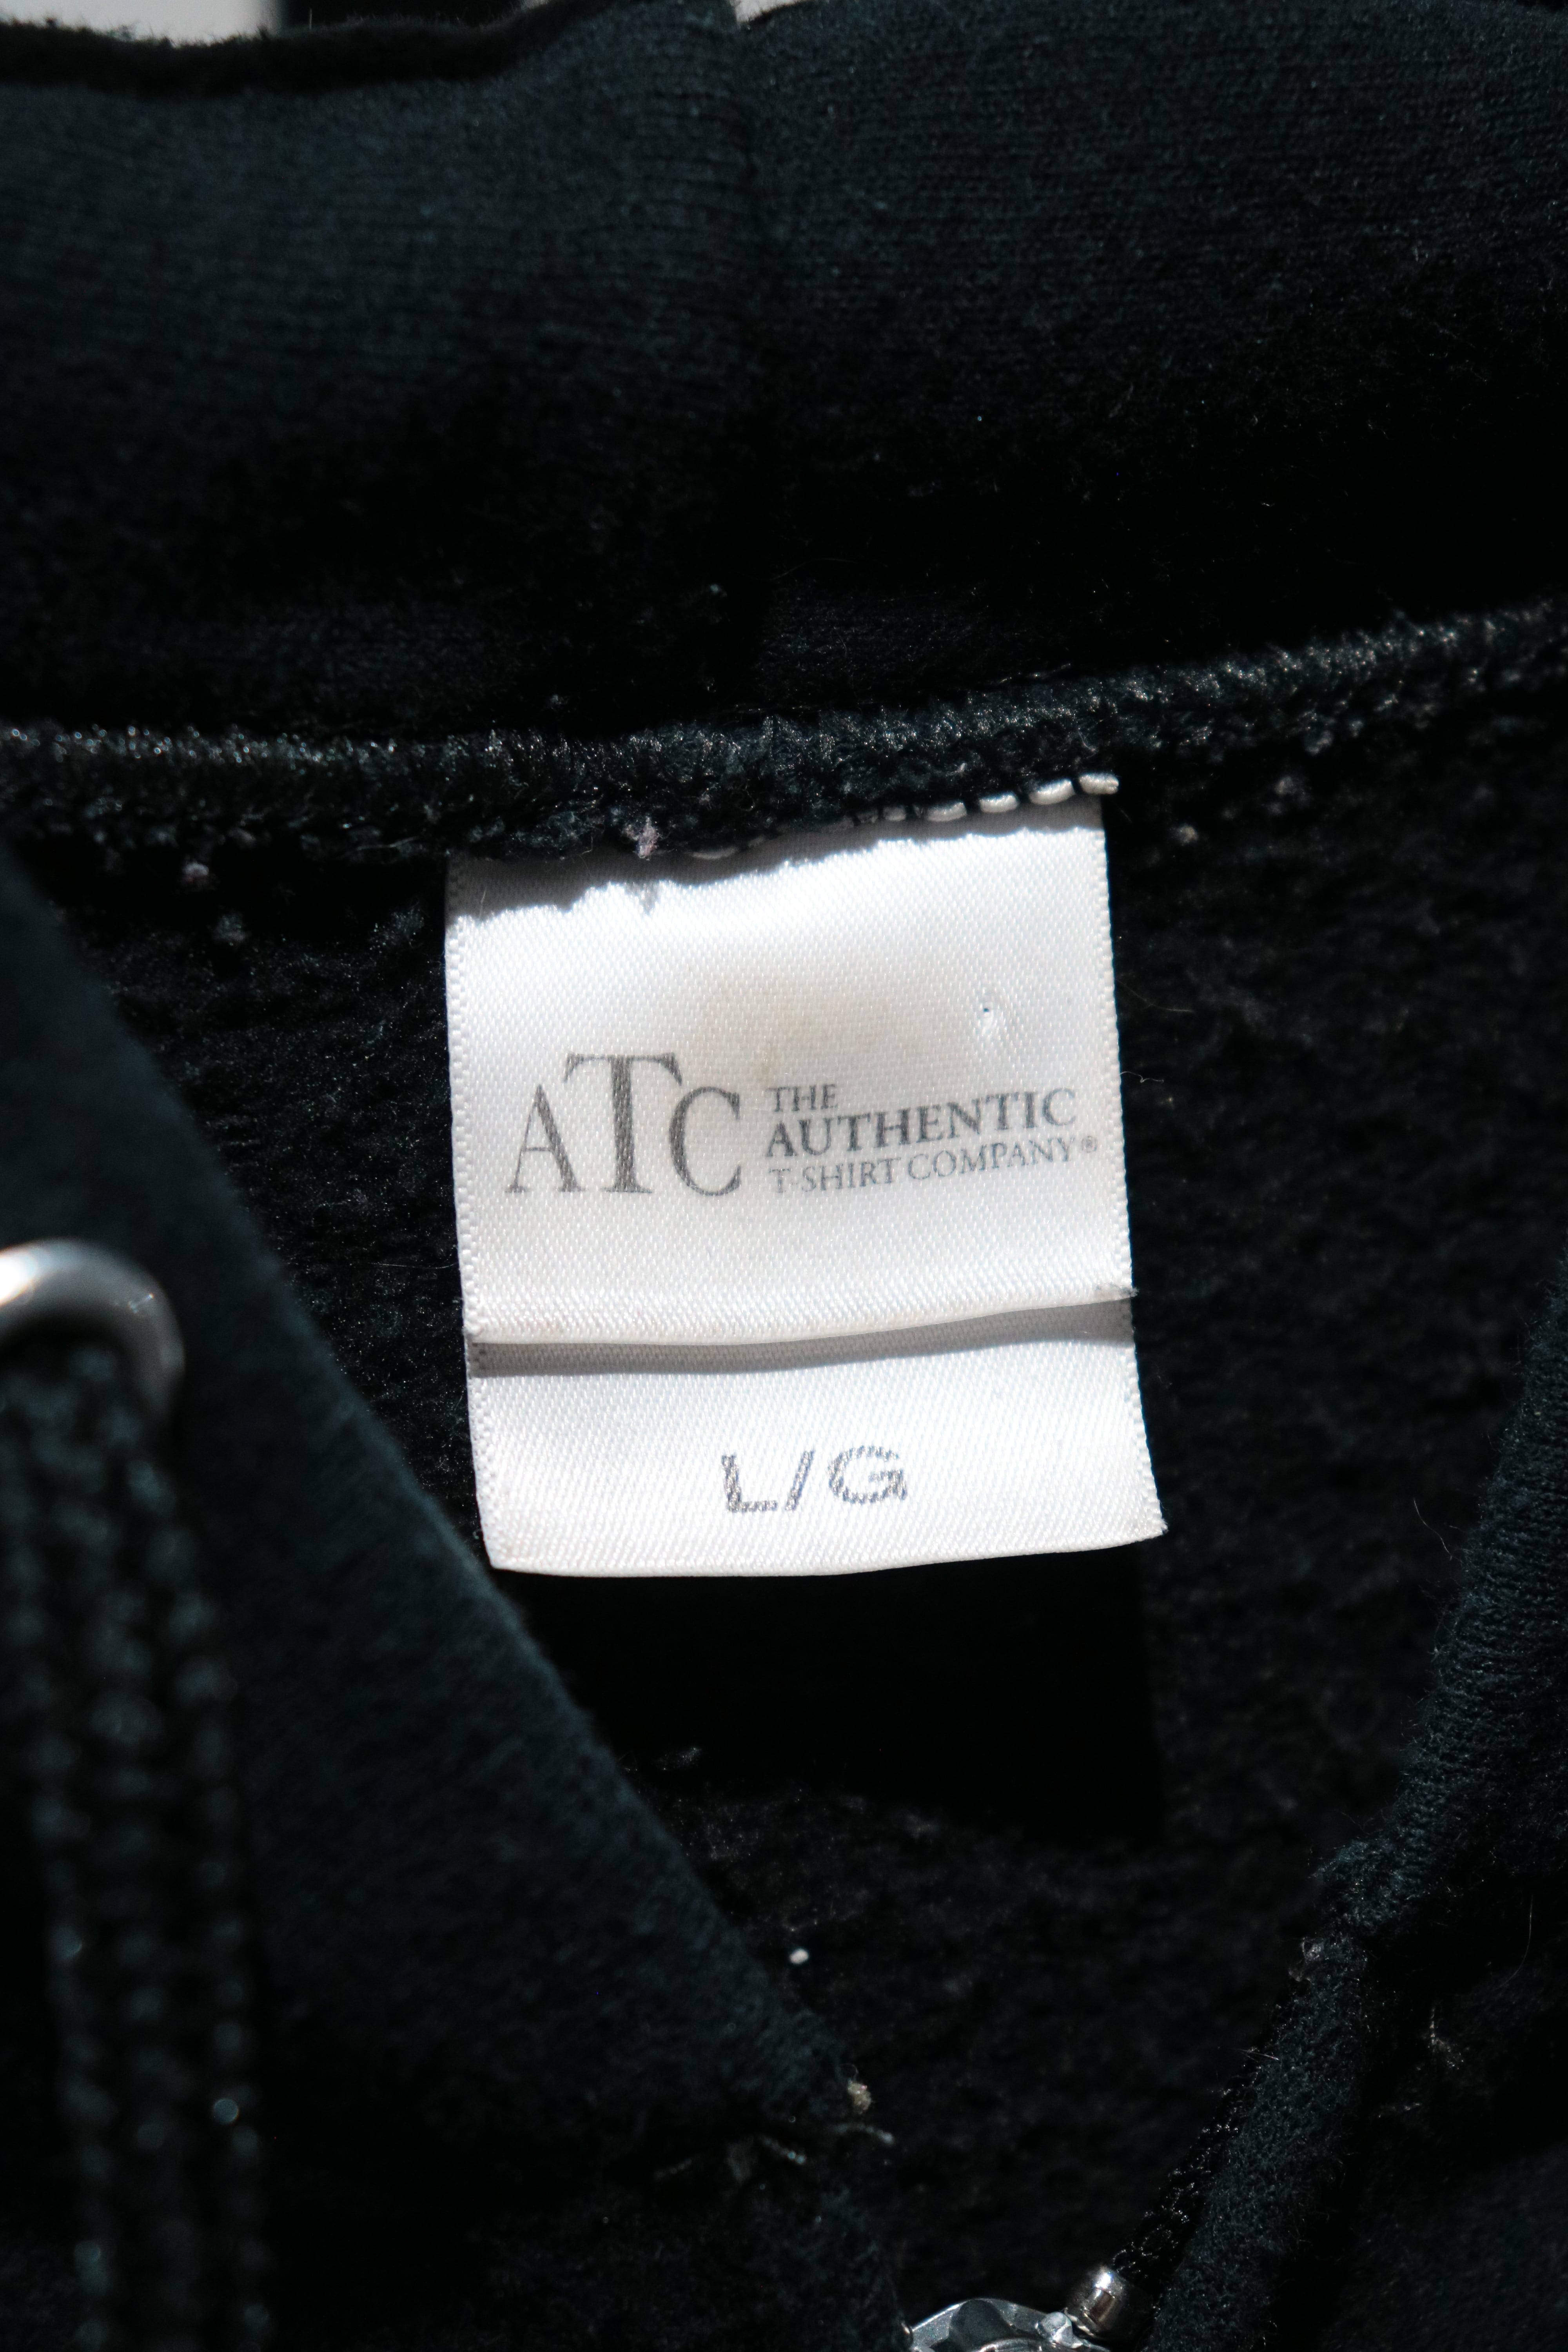 ATC
THE
AUTHENTIC
T-SHIRT COMPANY®
L/G